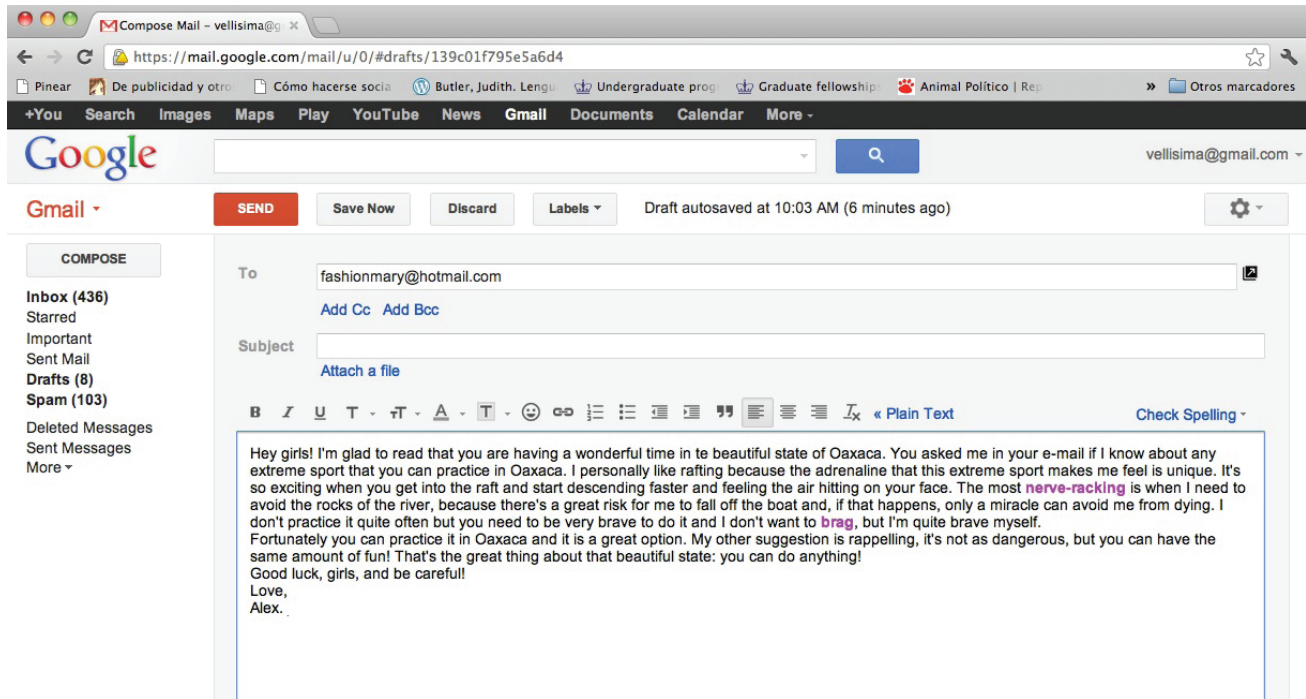 Compose Mail – vellisima@g
https://mail.google.com/mail/u/0/#drafts/139c01f795e5a6d4
Pinear De publicidad y otro Cómo hacerse socia Butler, Judith. Lengu Undergraduate prog Graduate fellowship Animal Político | Rep » Otros marcadores
+You Search Images Maps Play YouTube News Gmail Documents Calendar More
Google vellisima@gmail.com
Gmail SEND Save Now Discard Labels Draft autosaved at 10:03 AM (6 minutes ago)
COMPOSE
Inbox (436)
Starred
Important
Sent Mail
Drafts (8)
Spam (103)
Deleted Messages
Sent Messages
More
To fashionmary@hotmail.com
Add Cc Add Bcc
Subject
Attach a file
B I U T T A T « Plain Text Check Spelling
Hey girls! I'm glad to read that you are having a wonderful time in te beautiful state of Oaxaca. You asked me in your e-mail if I know about any
extreme sport that you can practice in Oaxaca. I personally like rafting because the adrenaline that this extreme sport makes me feel is unique. It's
so exciting when you get into the raft and start descending faster and feeling the air hitting on your face. The most nerve-racking is when I need to
avoid the rocks of the river, because there's a great risk for me to fall off the boat and, if that happens, only a miracle can avoid me from dying. I
don't practice it quite often but you need to be very brave to do it and I don't want to brag, but I'm quite brave myself.
Fortunately you can practice it in Oaxaca and it is a great option. My other suggestion is rappelling, it's not as dangerous, but you can have the
same amount of fun! That's the great thing about that beautiful state: you can do anything!
Good luck, girls, and be careful!
Love,
Alex.